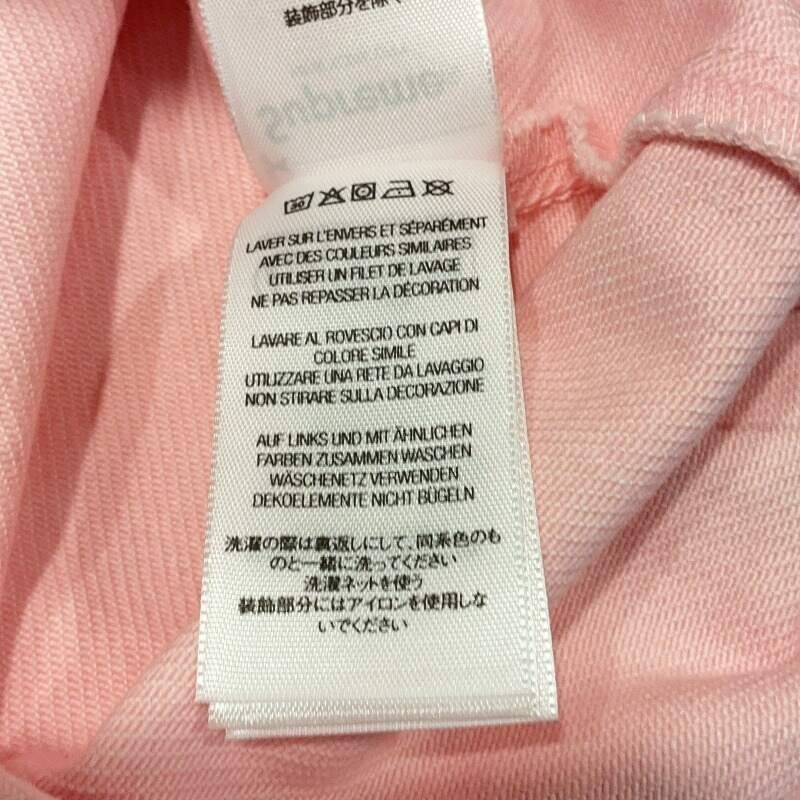 装飾部分を除く
Supreme
30
LAVER SUR L'ENVERS ET SÉPARÉMENT
AVEC DES COULEURS SIMILAIRES
UTILISER UN FILET DE LAVAGE
NE PAS REPASSER LA DÉCORATION
LAVARE AL ROVESCIO CON CAPI DI
COLORE SIMILE
UTILIZZARE UNA RETE DA LAVAGGIO
NON STIRARE SULLA DECORAZIONE
AUF LINKS UND MIT ÄHNLICHEN
FARBEN ZUSAMMEN WASCHEN
WÄSCHENETZ VERWENDEN
DEKOELEMENTE NICHT BÜGELN
洗濯の際は裏返しにして、同系色のも
のと一緒に洗ってください
洗濯ネットを使う
装飾部分にはアイロンを使用しな
いでください